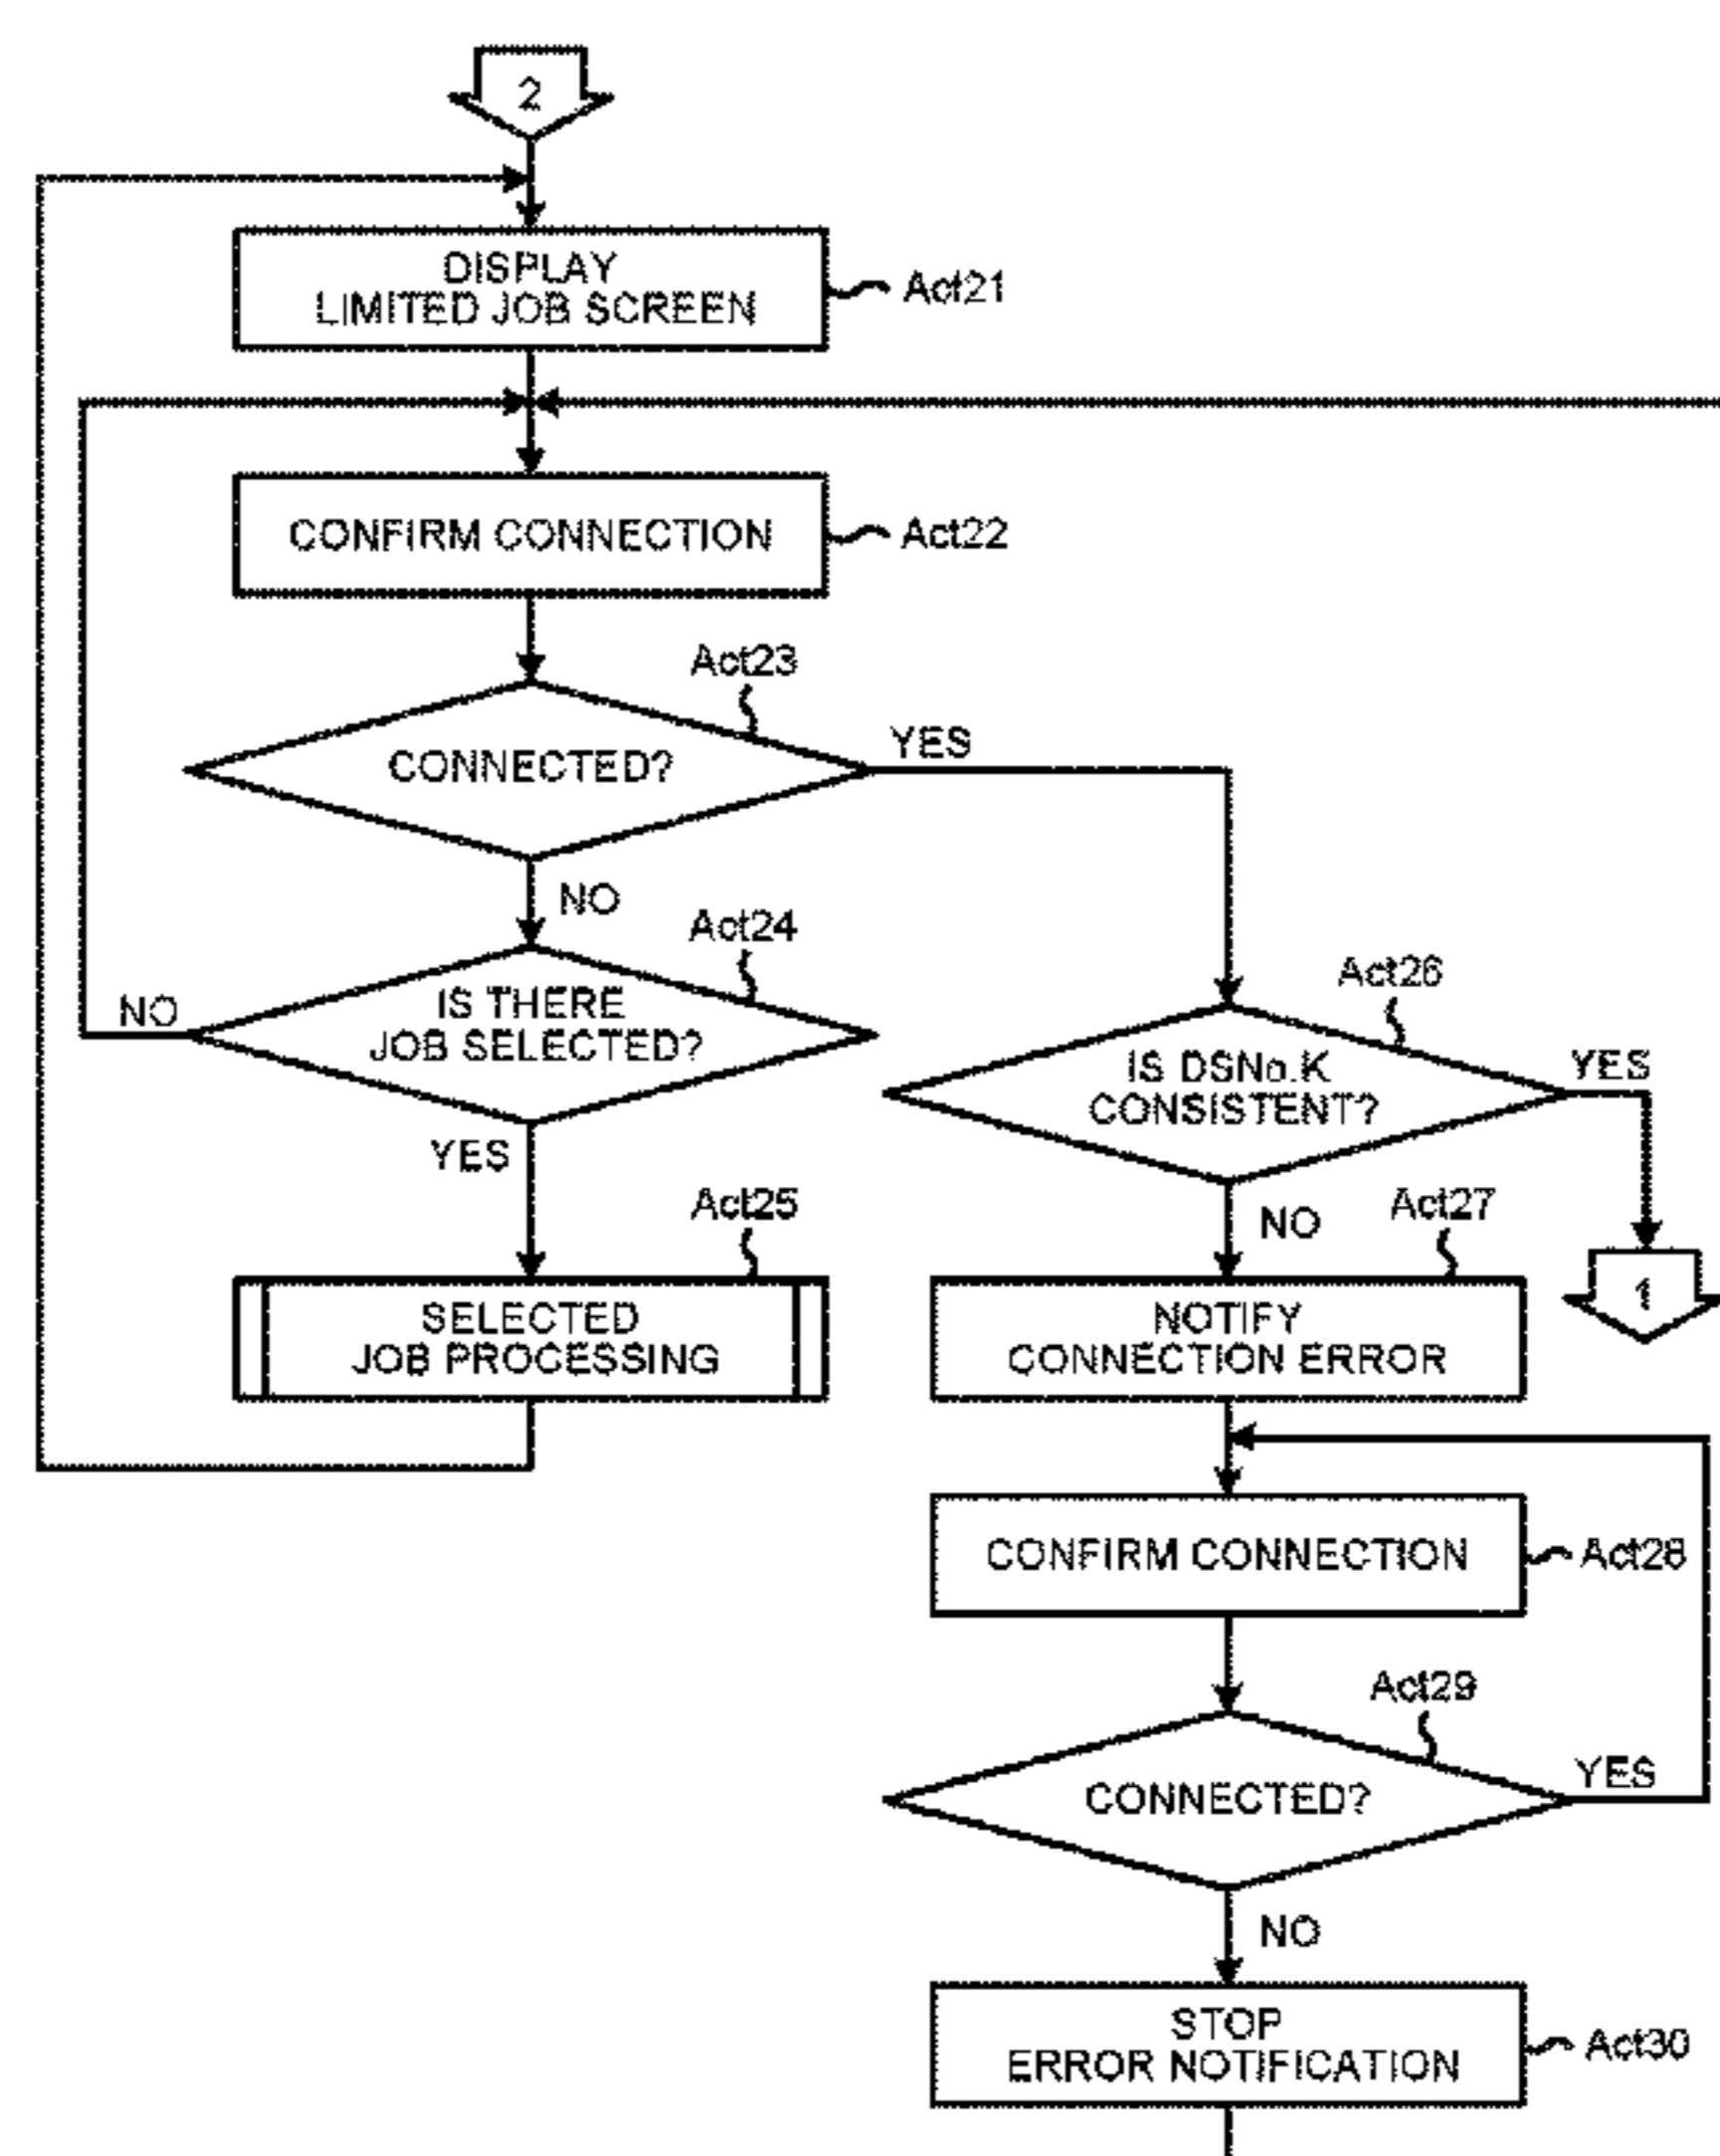 2
DISPLAY
LIMITED JOB SCREEN
Act21
CONFIRM CONNECTION
Act22
Act23
CONNECTED?
YES
NO
Act24
IS THERE
JOB SELECTED?
NO
YES
Act25
SELECTED
JOB PROCESSING
Act26
IS DSNo.K
CONSISTENT?
YES
1
NO
Act27
NOTIFY
CONNECTION ERROR
CONFIRM CONNECTION
Act28
Act29
CONNECTED?
YES
NO
STOP
ERROR NOTIFICATION
Act30